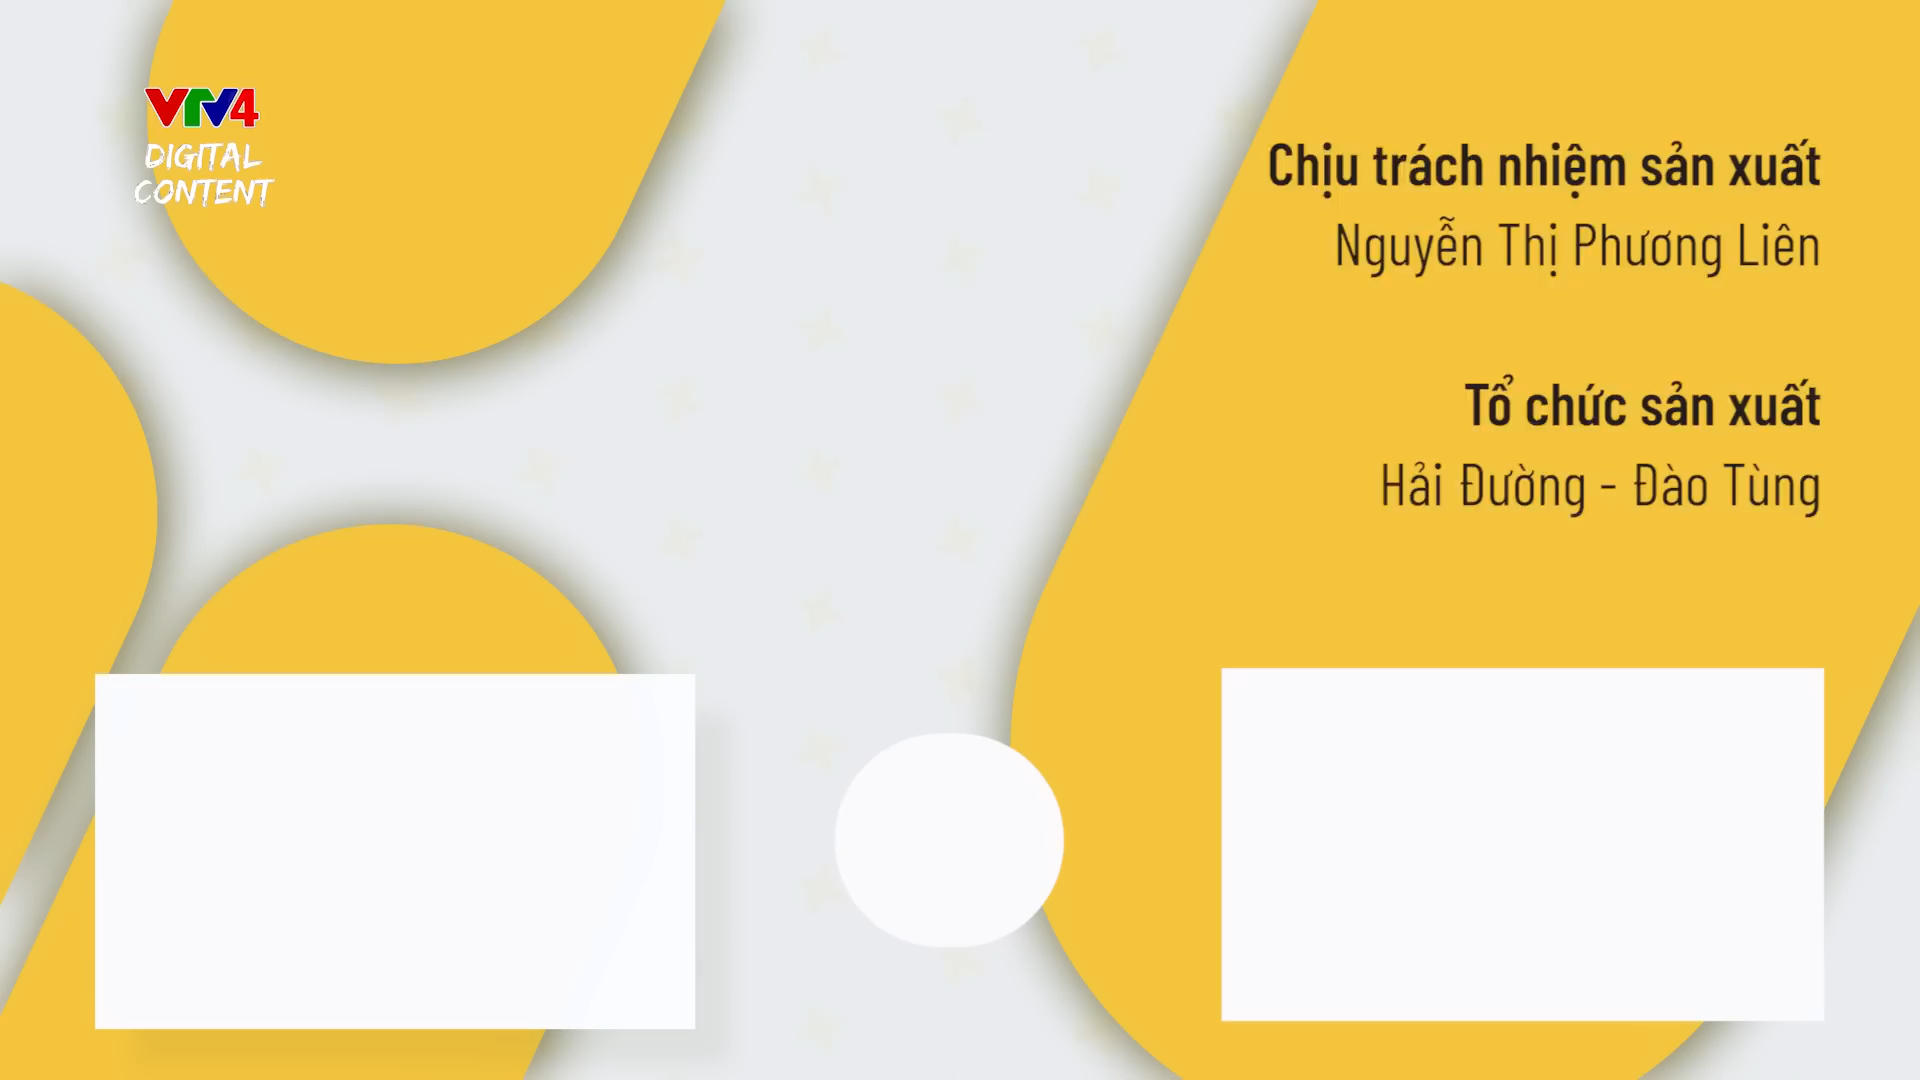 VTV4
DIGITAL
CONTENT
Chịu trách nhiệm sản xuất
Nguyễn Thị Phương Liên
Tổ chức sản xuất
Hải Đường - Đào Tùng